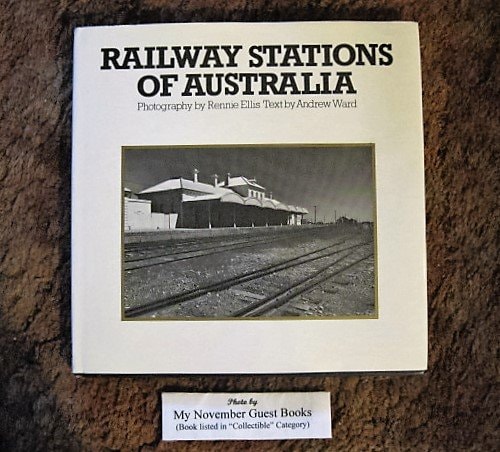 RAILWAY STATIONS
OF AUSTRALIA
Photography by Rennie Ellis Text by Andrew Ward
Photo by
My November Guest Books
(Book listed in "Collectible" Category)